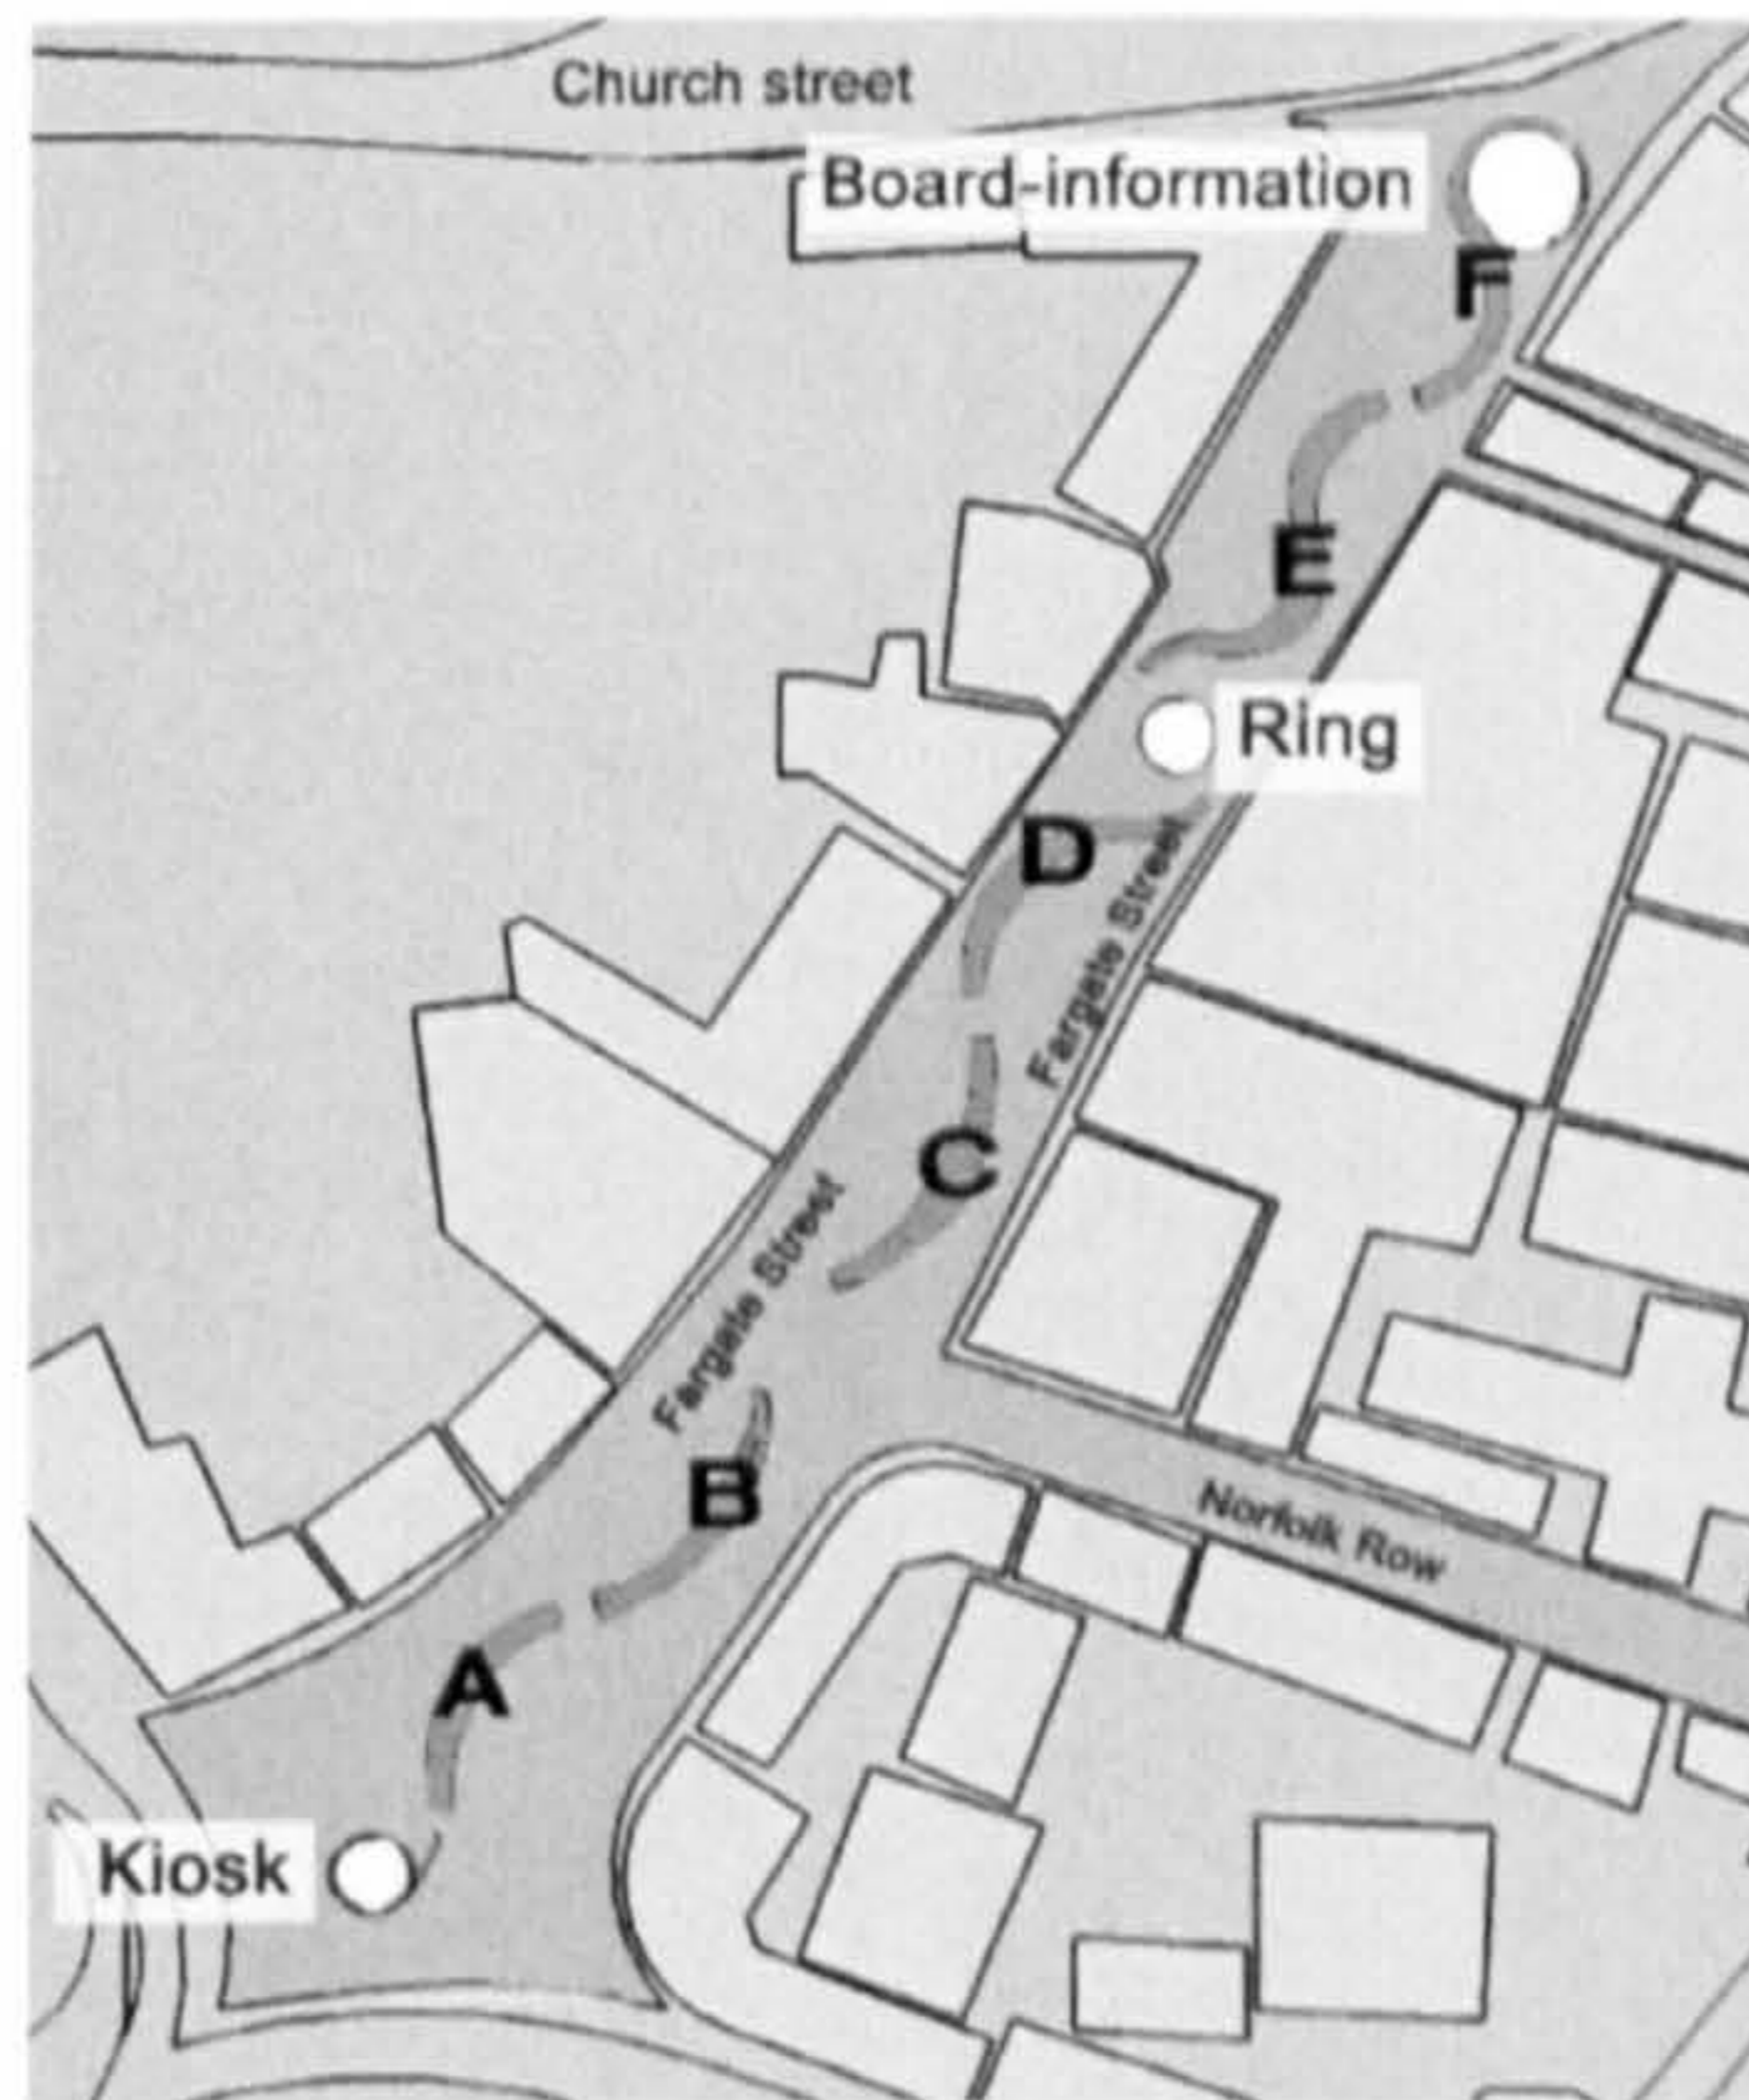 Church street
Board-information
F
E
Ring
D
Fargate Street
C
Fargate Street
B
Norfolk Row
A
Kiosk